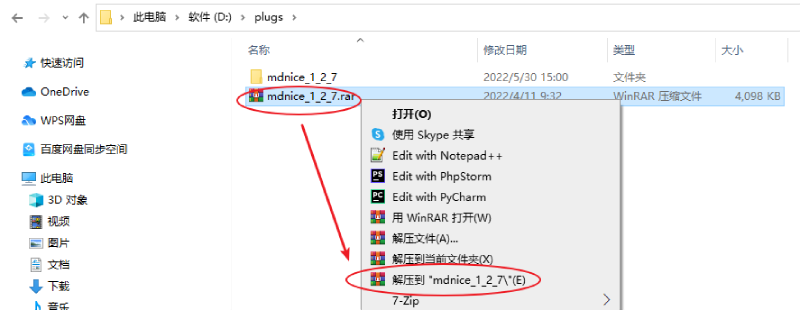 此电脑 › 软件 (D:) › plugs
名称 修改日期 类型 大小
快速访问
OneDrive
WPS网盘
百度网盘同步空间
此电脑
3D 对象
视频
图片
文档
下载
音乐
mdnice_1_2_7 2022/5/30 15:00 文件夹
mdnice_1_2_7.rar 2022/4/11 9:32 WinRAR 压缩文件 4,098 KB
打开(O)
使用 Skype 共享
Edit with Notepad++
Edit with PhpStorm
Edit with PyCharm
用 WinRAR 打开(W)
解压文件(A)...
解压到当前文件夹(X)
解压到 "mdnice_1_2_7\"(E)
7-Zip